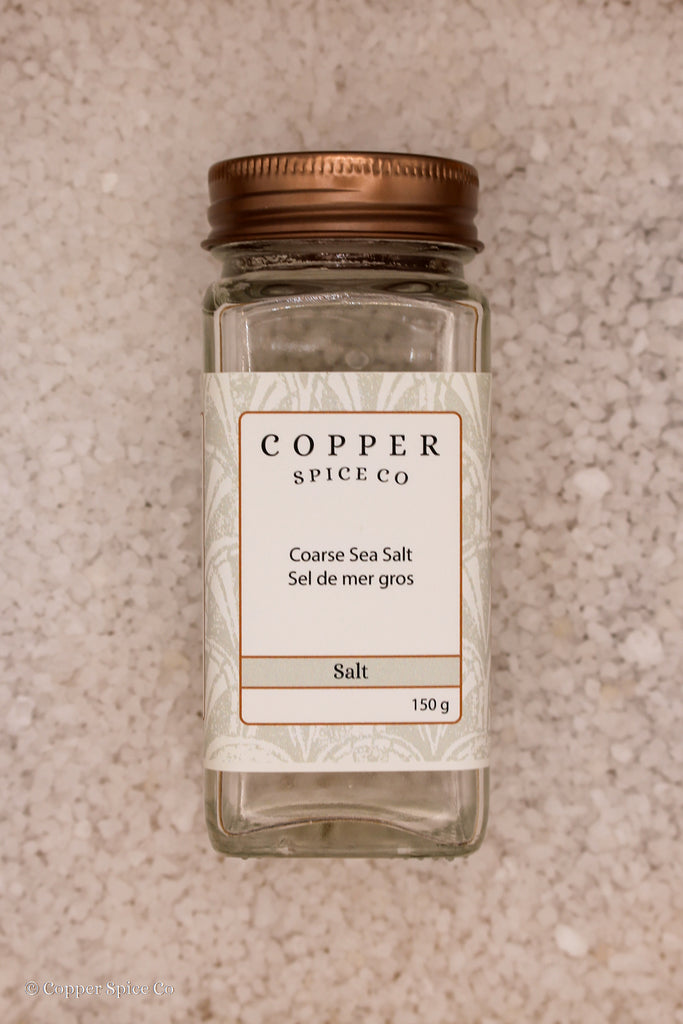 COPPER
SPICE CO
Coarse Sea Salt
Sel de mer gros
Salt
150 g
© Copper Spice Co